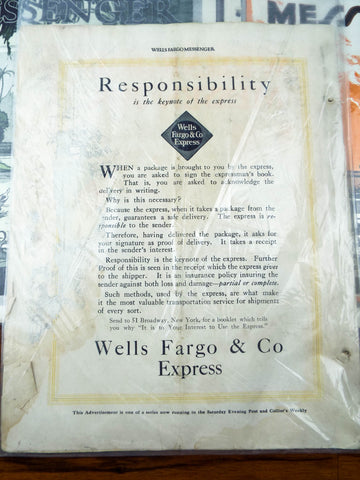 SSENGER
MESS
WELLS FARGO MESSENGER
Responsibility
is the keynote of the express
Wells
Fargo & Co
Express
WHEN a package is brought to you by the express,
you are asked to sign the expressman's book.
That is, you are asked to acknowledge the
delivery in writing.
Why is this necessary?
Because the express, when it takes a package from the
sender, guarantees a safe delivery. The express is re-
sponsible to the sender.
Therefore, having delivered the package, it asks for
your signature as proof of delivery. It takes a receipt
in the sender's interest.
Responsibility is the keynote of the express. Further
Proof of this is seen in the receipt which the express gives
to the shipper. It is an insurance policy insuring the
sender against both loss and damage—partial or complete.
Such methods, used by the express, are what make
it the most valuable transportation service for shipments
of every sort.
Send to 51 Broadway, New York, for a booklet which tells
you why "It is to Your Interest to Use the Express."
Wells Fargo & Co
Express
This Advertisement is one of a series now running in the Saturday Evening Post and Collier's Weekly